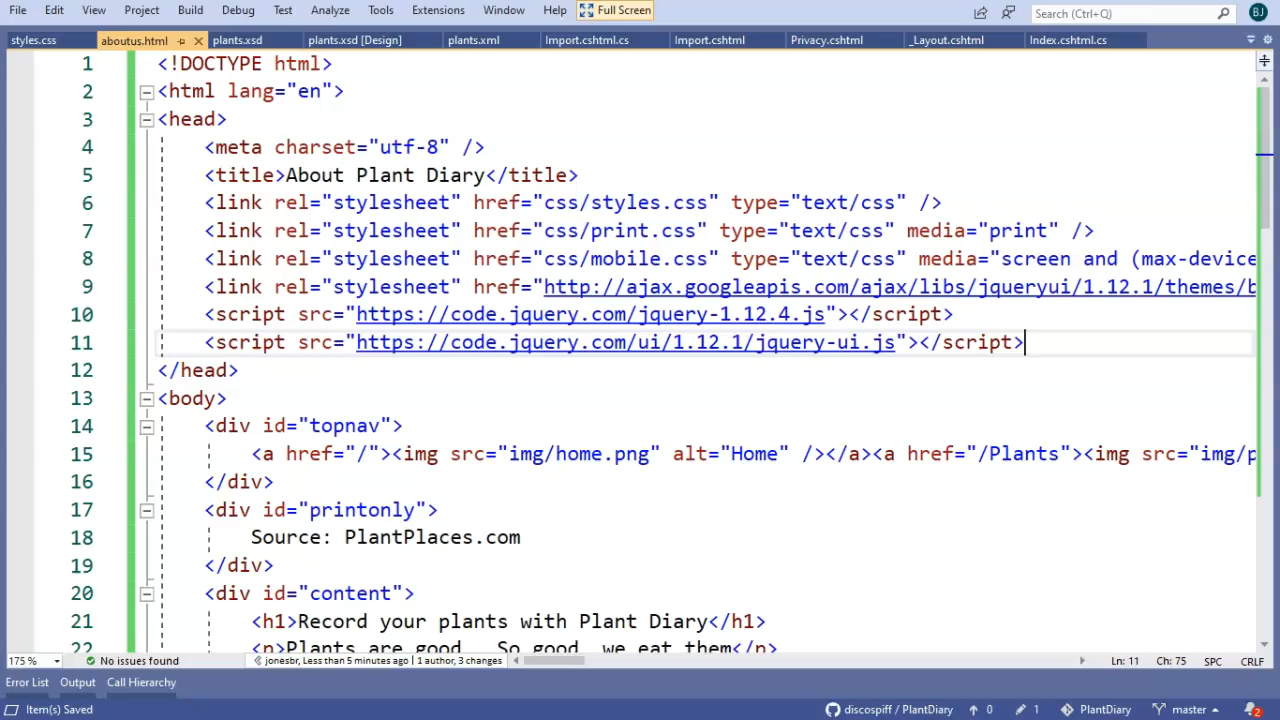 File Edit View Project Build Debug Test Analyze Tools Extensions Window Help Full Screen Search (Ctrl+Q) BJ
styles.css aboutus.html plants.xsd plants.xsd [Design] plants.xml Import.cshtml.cs Import.cshtml Privacy.cshtml _Layout.cshtml Index.cshtml.cs
1 <!DOCTYPE html>
2 <html lang="en">
3 <head>
4 <meta charset="utf-8" />
5 <title>About Plant Diary</title>
6 <link rel="stylesheet" href="css/styles.css" type="text/css" />
7 <link rel="stylesheet" href="css/print.css" type="text/css" media="print" />
8 <link rel="stylesheet" href="css/mobile.css" type="text/css" media="screen and (max-device
9 <link rel="stylesheet" href="http://ajax.googleapis.com/ajax/libs/jqueryui/1.12.1/themes/b
10 <script src="https://code.jquery.com/jquery-1.12.4.js"></script>
11 <script src="https://code.jquery.com/ui/1.12.1/jquery-ui.js"></script>
12 </head>
13 <body>
14 <div id="topnav">
15 <a href="/"><img src="img/home.png" alt="Home" /></a><a href="/Plants"><img src="img/p
16 </div>
17 <div id="printonly">
18 Source: PlantPlaces.com
19 </div>
20 <div id="content">
21 <h1>Record your plants with Plant Diary</h1>
22 <p>Plants are good. So good, we eat them</p>
175 % No issues found jonesbr, Less than 5 minutes ago | 1 author, 3 changes Ln: 11 Ch: 75 SPC CRLF
Error List Output Call Hierarchy
Item(s) Saved discospiff / PlantDiary 0 1 PlantDiary master 2